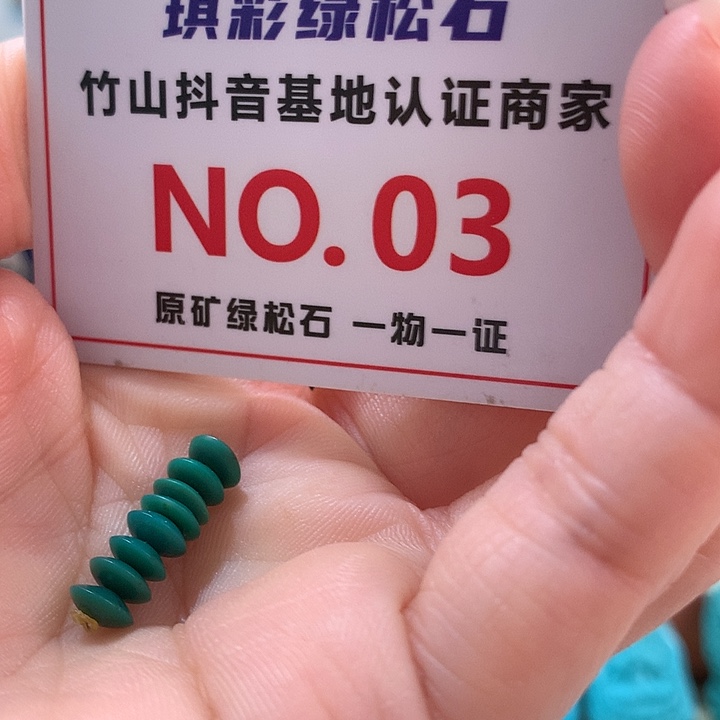 琪彩绿松石
竹山抖音基地认证商家
NO. 03
原矿绿松石 一物一证